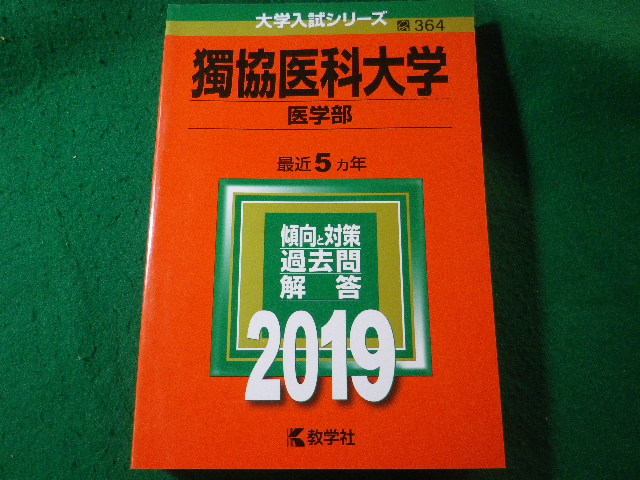 大学入試シリーズ 364
獨協医科大学
医学部
最近5ヵ年
傾向と対策
過去問
解答
2019
教学社